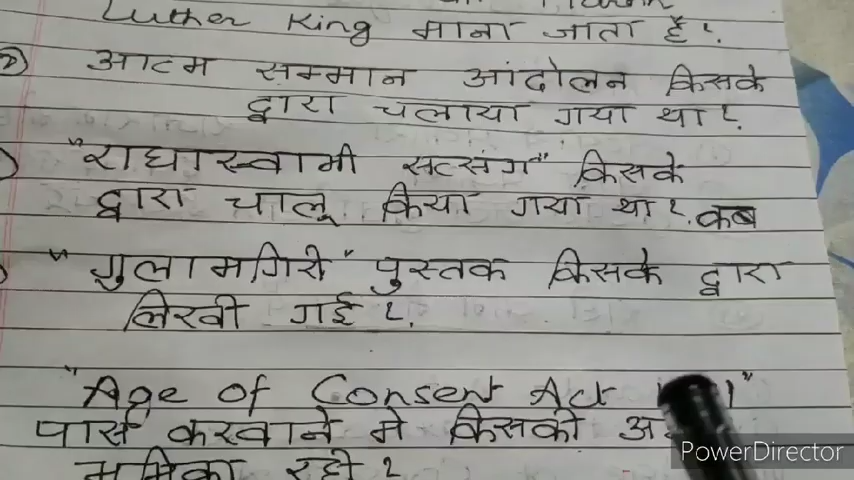 Luther King माना जाता है?
2) आत्म सम्मान आंदोलन किसके
द्वारा चलाया गया था?
"राधास्वामी सत्संग" किसके
द्वारा चालू किया गया था? कब
"गुलामगिरी" पुस्तक किसके द्वारा
लिखी गई?
"Age of Consent Act
पास करवाने मे किसकी
भूमिका रही?
PowerDirector